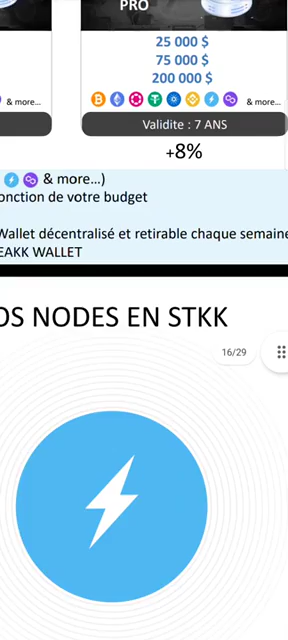 PRO
25 000 $
75 000 $
200 000 $
& more...
& more...
Validite : 7 ANS
+8%
& more...)
onction de votre budget
Wallet décentralisé et retirable chaque semaine
EAKK WALLET
OS NODES EN STKK
16/29